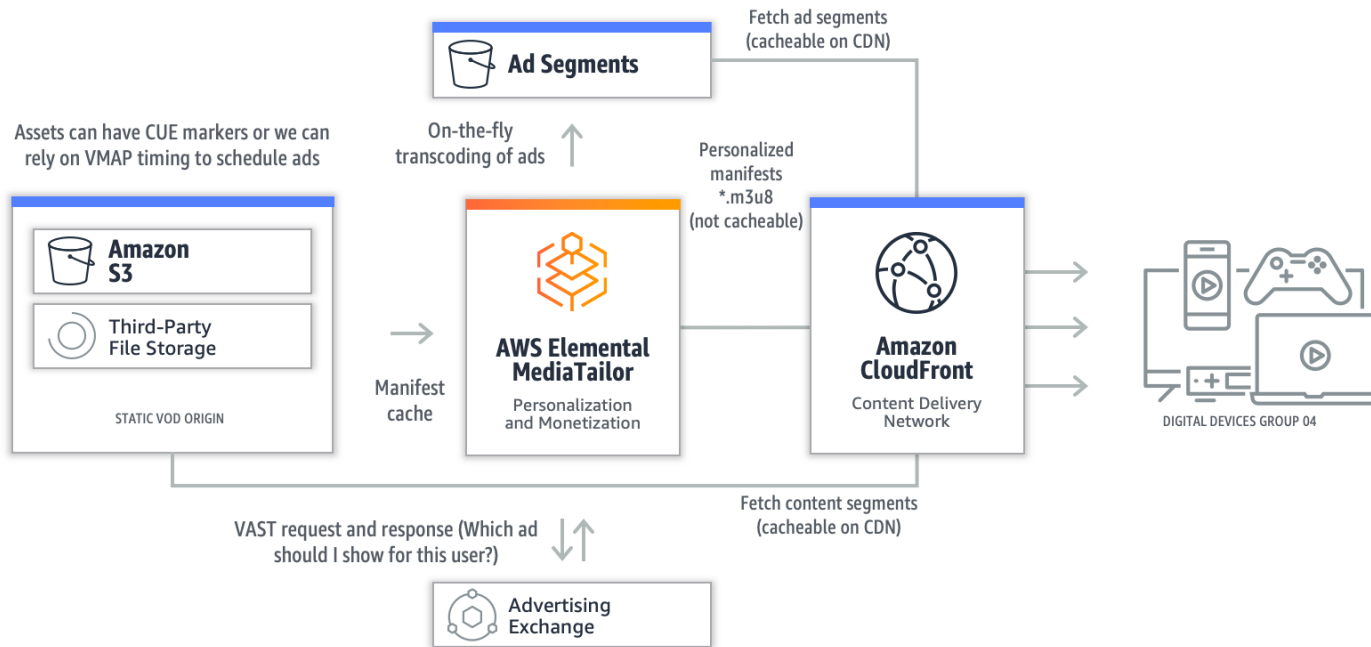 Fetch ad segments
(cacheable on CDN)
Ad Segments
Assets can have CUE markers or we can
rely on VMAP timing to schedule ads
On-the-fly
transcoding of ads
Personalized
manifests
*.m3u8
(not cacheable)
Amazon
S3
Third-Party
File Storage
STATIC VOD ORIGIN
Manifest
cache
AWS Elemental
MediaTailor
Personalization
and Monetization
Amazon
CloudFront
Content Delivery
Network
DIGITAL DEVICES GROUP 04
Fetch content segments
(cacheable on CDN)
VAST request and response (Which ad
should I show for this user?)
Advertising
Exchange